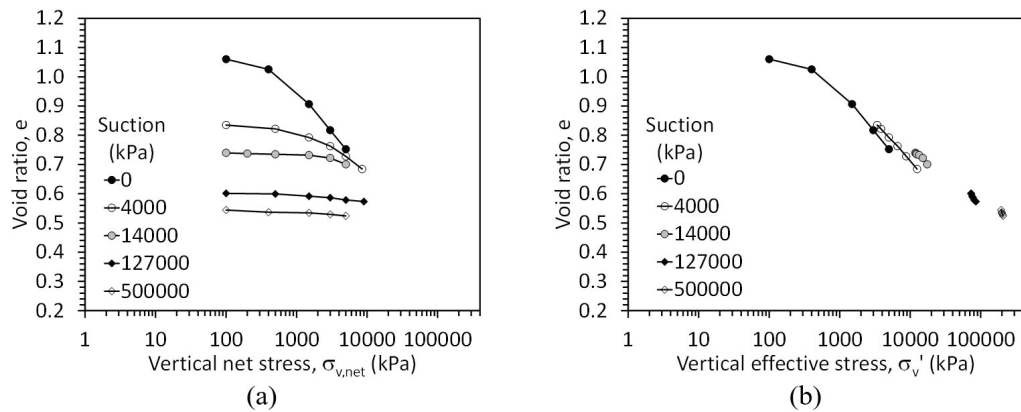 1.2
1.1
1.0
0.9
0.8
0.7
0.6
0.5
0.4
0.3
0.2
Void ratio, e
Suction
(kPa)
0
4000
14000
127000
500000
1 10 100 1000 10000 100000
Vertical net stress, σv,net (kPa)
(a)
1.2
1.1
1.0
0.9
0.8
0.7
0.6
0.5
0.4
0.3
0.2
Void ratio, e
Suction
(kPa)
0
4000
14000
127000
500000
1 10 100 1000 10000 100000
Vertical effective stress, σv' (kPa)
(b)